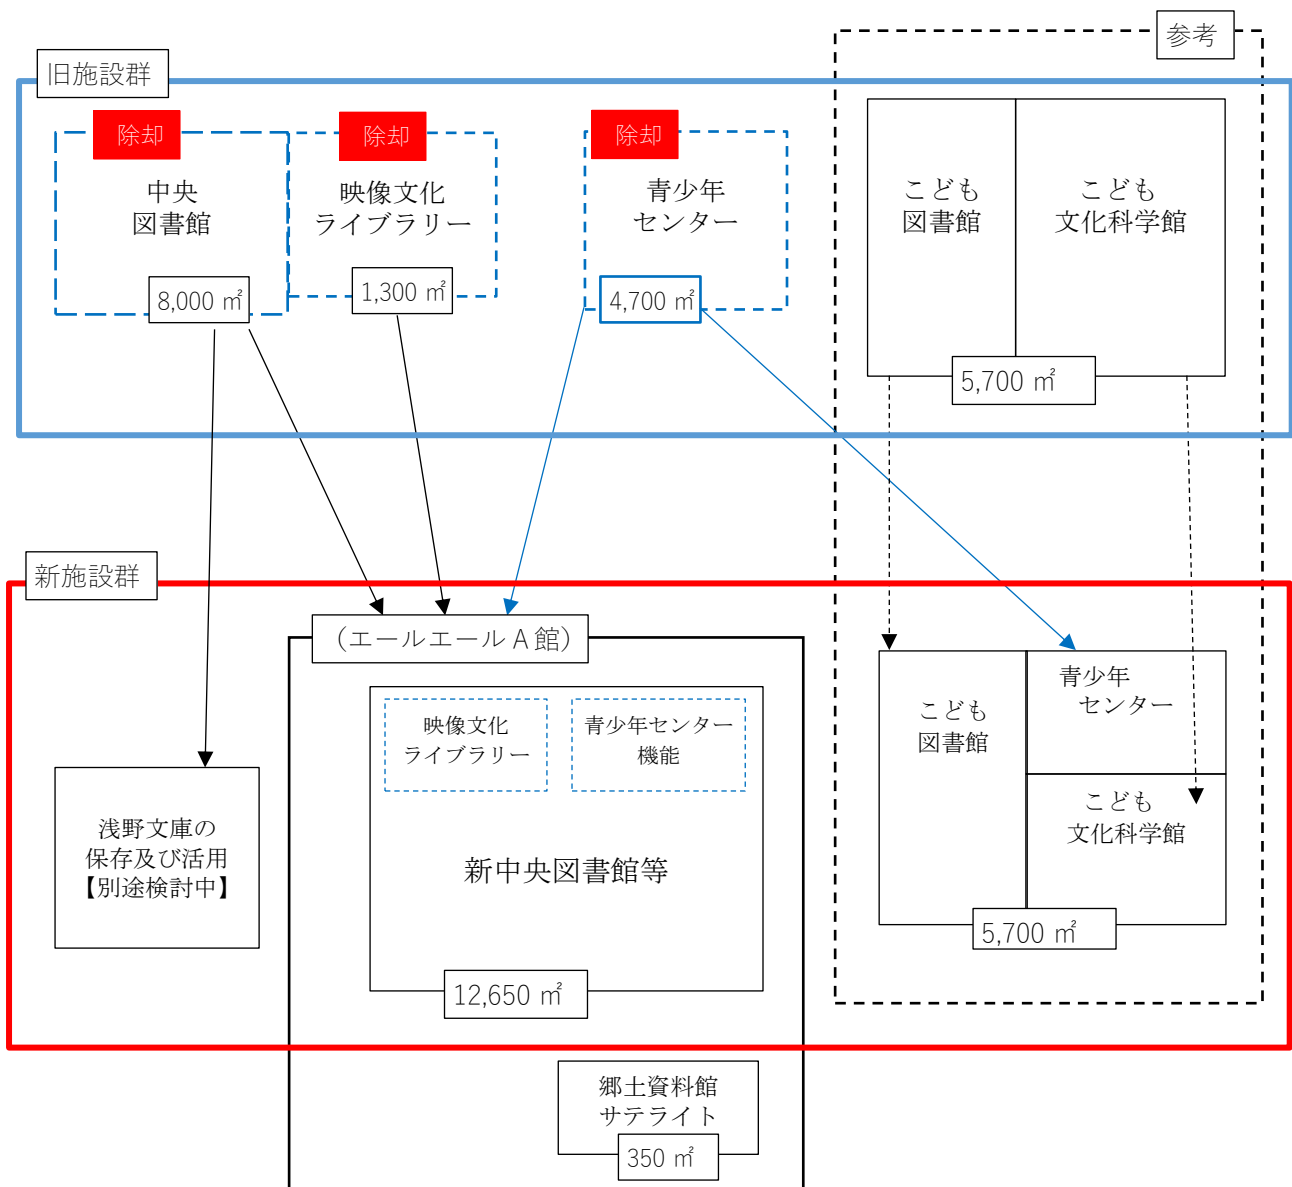 参考
旧施設群
除却
中央
図書館
8,000 ㎡
除却
映像文化
ライブラリー
1,300 ㎡
除却
青少年
センター
4,700 ㎡
こども
図書館
こども
文化科学館
5,700 ㎡
新施設群
（エールエールＡ館）
映像文化
ライブラリー
青少年センター
機能
新中央図書館等
12,650 ㎡
浅野文庫の
保存及び活用
【別途検討中】
こども
図書館
青少年
センター
こども
文化科学館
5,700 ㎡
郷土資料館
サテライト
350 ㎡